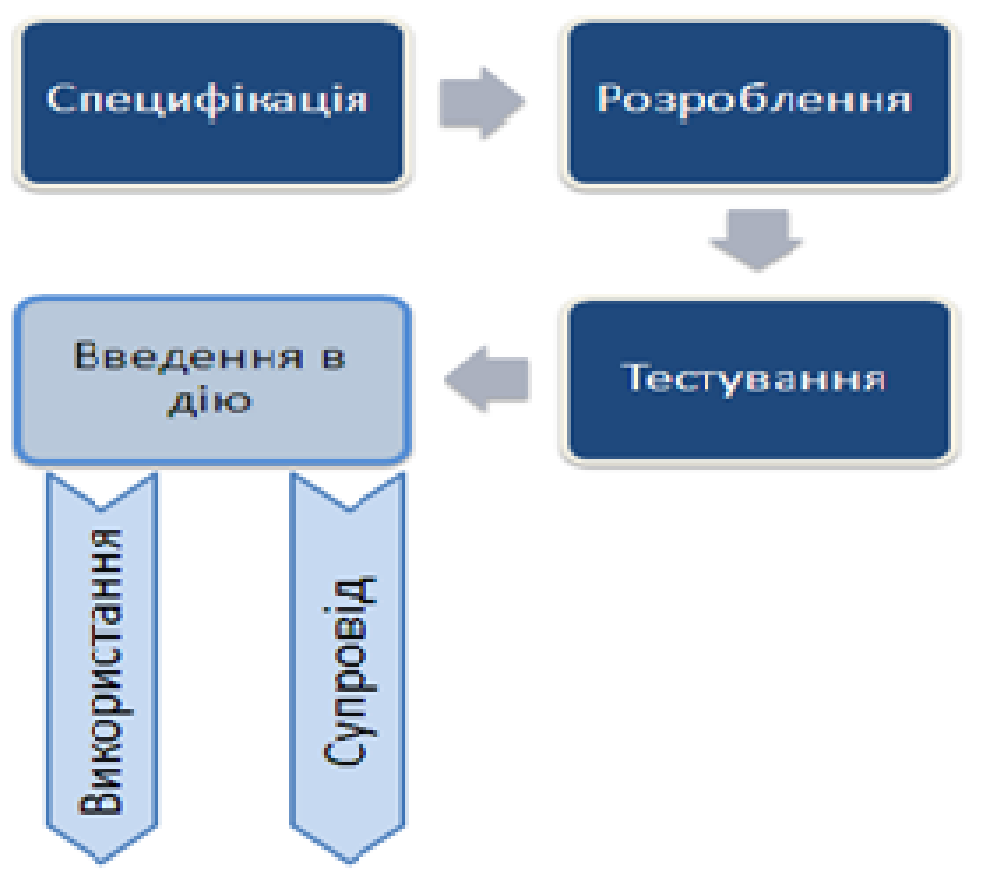 Специфікація
Розроблення
Тестування
Введення в
дію
Використання
Супровід